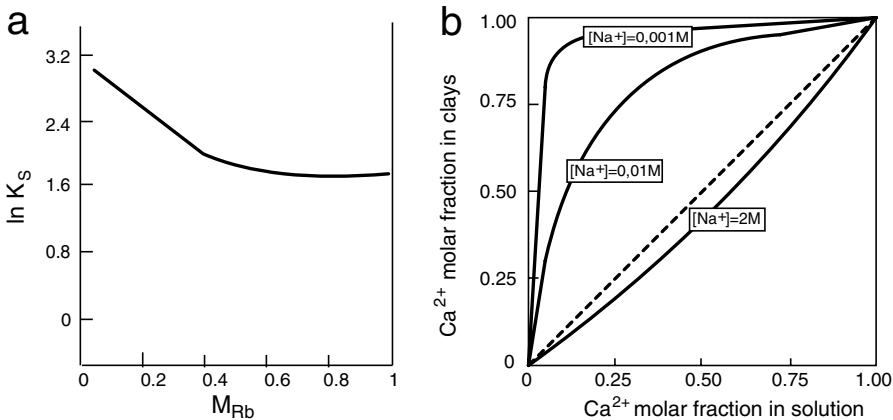 a
ln K_S
3.2
2.4
1.6
0.8
0
0 0.2 0.4 0.6 0.8 1
M_Rb
b
Ca 2+ molar fraction in clays
1.00
0.75
0.50
0.25
0
[Na+]=0,001M
[Na+]=0,01M
[Na+]=2M
0 0.25 0.50 0.75 1.00
Ca2+ molar fraction in solution